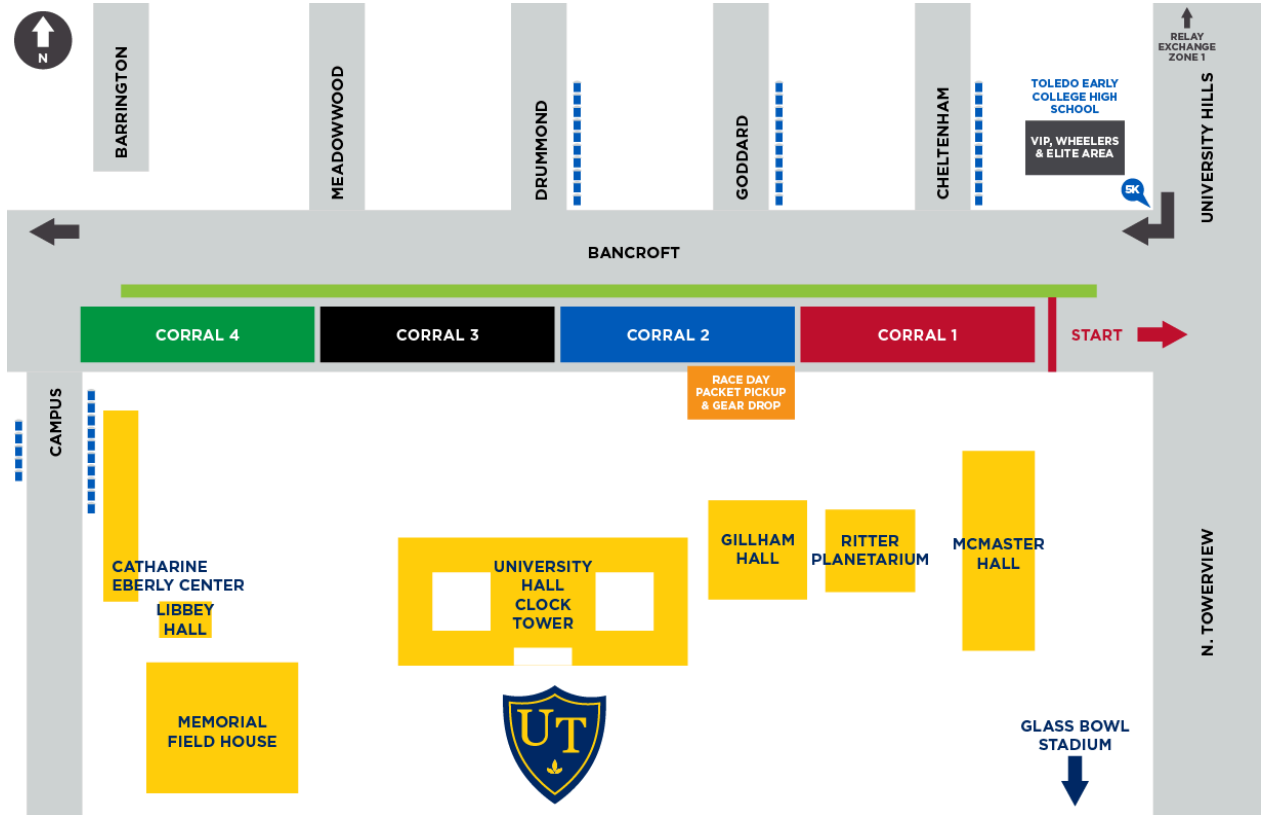 N
BARRINGTON
MEADOWWOOD
DRUMMOND
GODDARD
CHELTENHAM
TOLEDO EARLY
COLLEGE HIGH
SCHOOL
VIP, WHEELERS
& ELITE AREA
5K
RELAY
EXCHANGE
ZONE 1
UNIVERSITY HILLS
BANCROFT
CORRAL 4
CORRAL 3
CORRAL 2
CORRAL 1
START
RACE DAY
PACKET PICKUP
& GEAR DROP
CAMPUS
CATHARINE
EBERLY CENTER
LIBBEY
HALL
MEMORIAL
FIELD HOUSE
UNIVERSITY
HALL
CLOCK
TOWER
UT
GILLHAM
HALL
RITTER
PLANETARIUM
MCMASTER
HALL
N. TOWERVIEW
GLASS BOWL
STADIUM